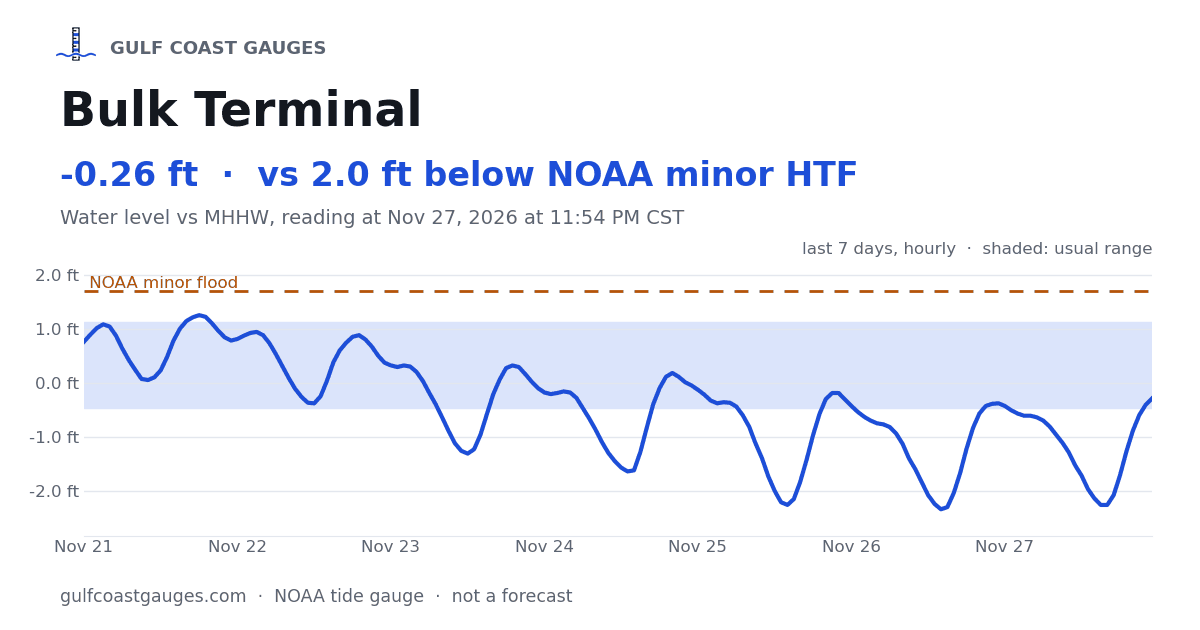 GULF COAST GAUGES
Bulk Terminal
-0.26 ft · vs 2.0 ft below NOAA minor HTF
Water level vs MHHW, reading at Nov 27, 2026 at 11:54 PM CST
last 7 days, hourly · shaded: usual range
2.0 ft
NOAA minor flood
1.0 ft
0.0 ft
-1.0 ft
-2.0 ft
Nov 21 Nov 22 Nov 23 Nov 24 Nov 25 Nov 26 Nov 27
gulfcoastgauges.com · NOAA tide gauge · not a forecast